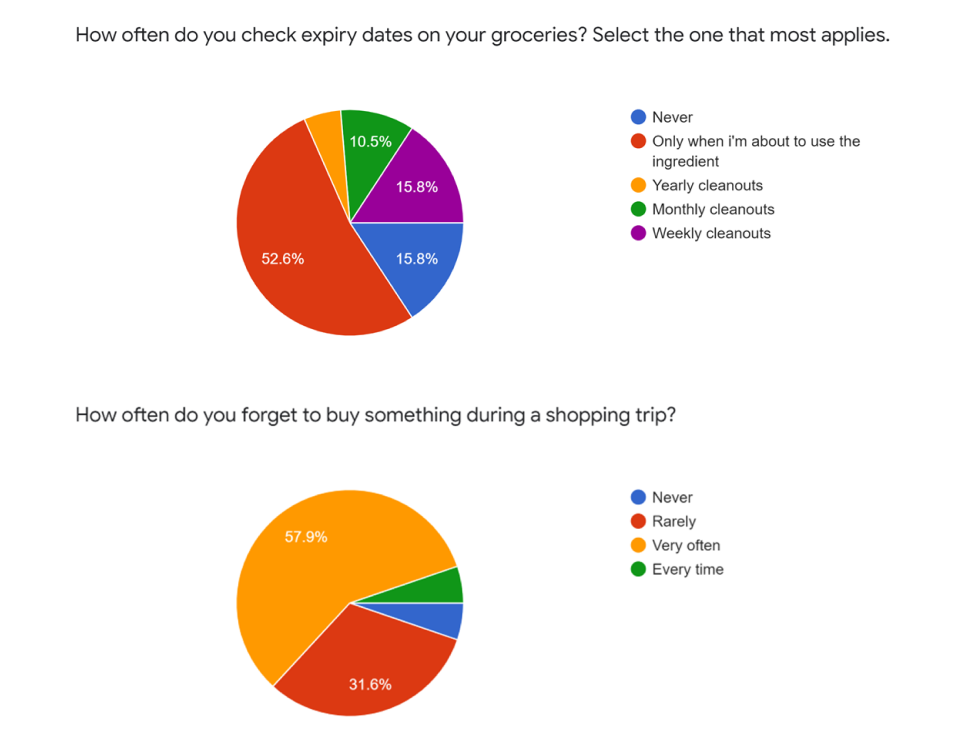 How often do you check expiry dates on your groceries? Select the one that most applies.
10.5%
15.8%
52.6%
15.8%
Never
Only when i'm about to use the
ingredient
Yearly cleanouts
Monthly cleanouts
Weekly cleanouts
How often do you forget to buy something during a shopping trip?
57.9%
31.6%
Never
Rarely
Very often
Every time